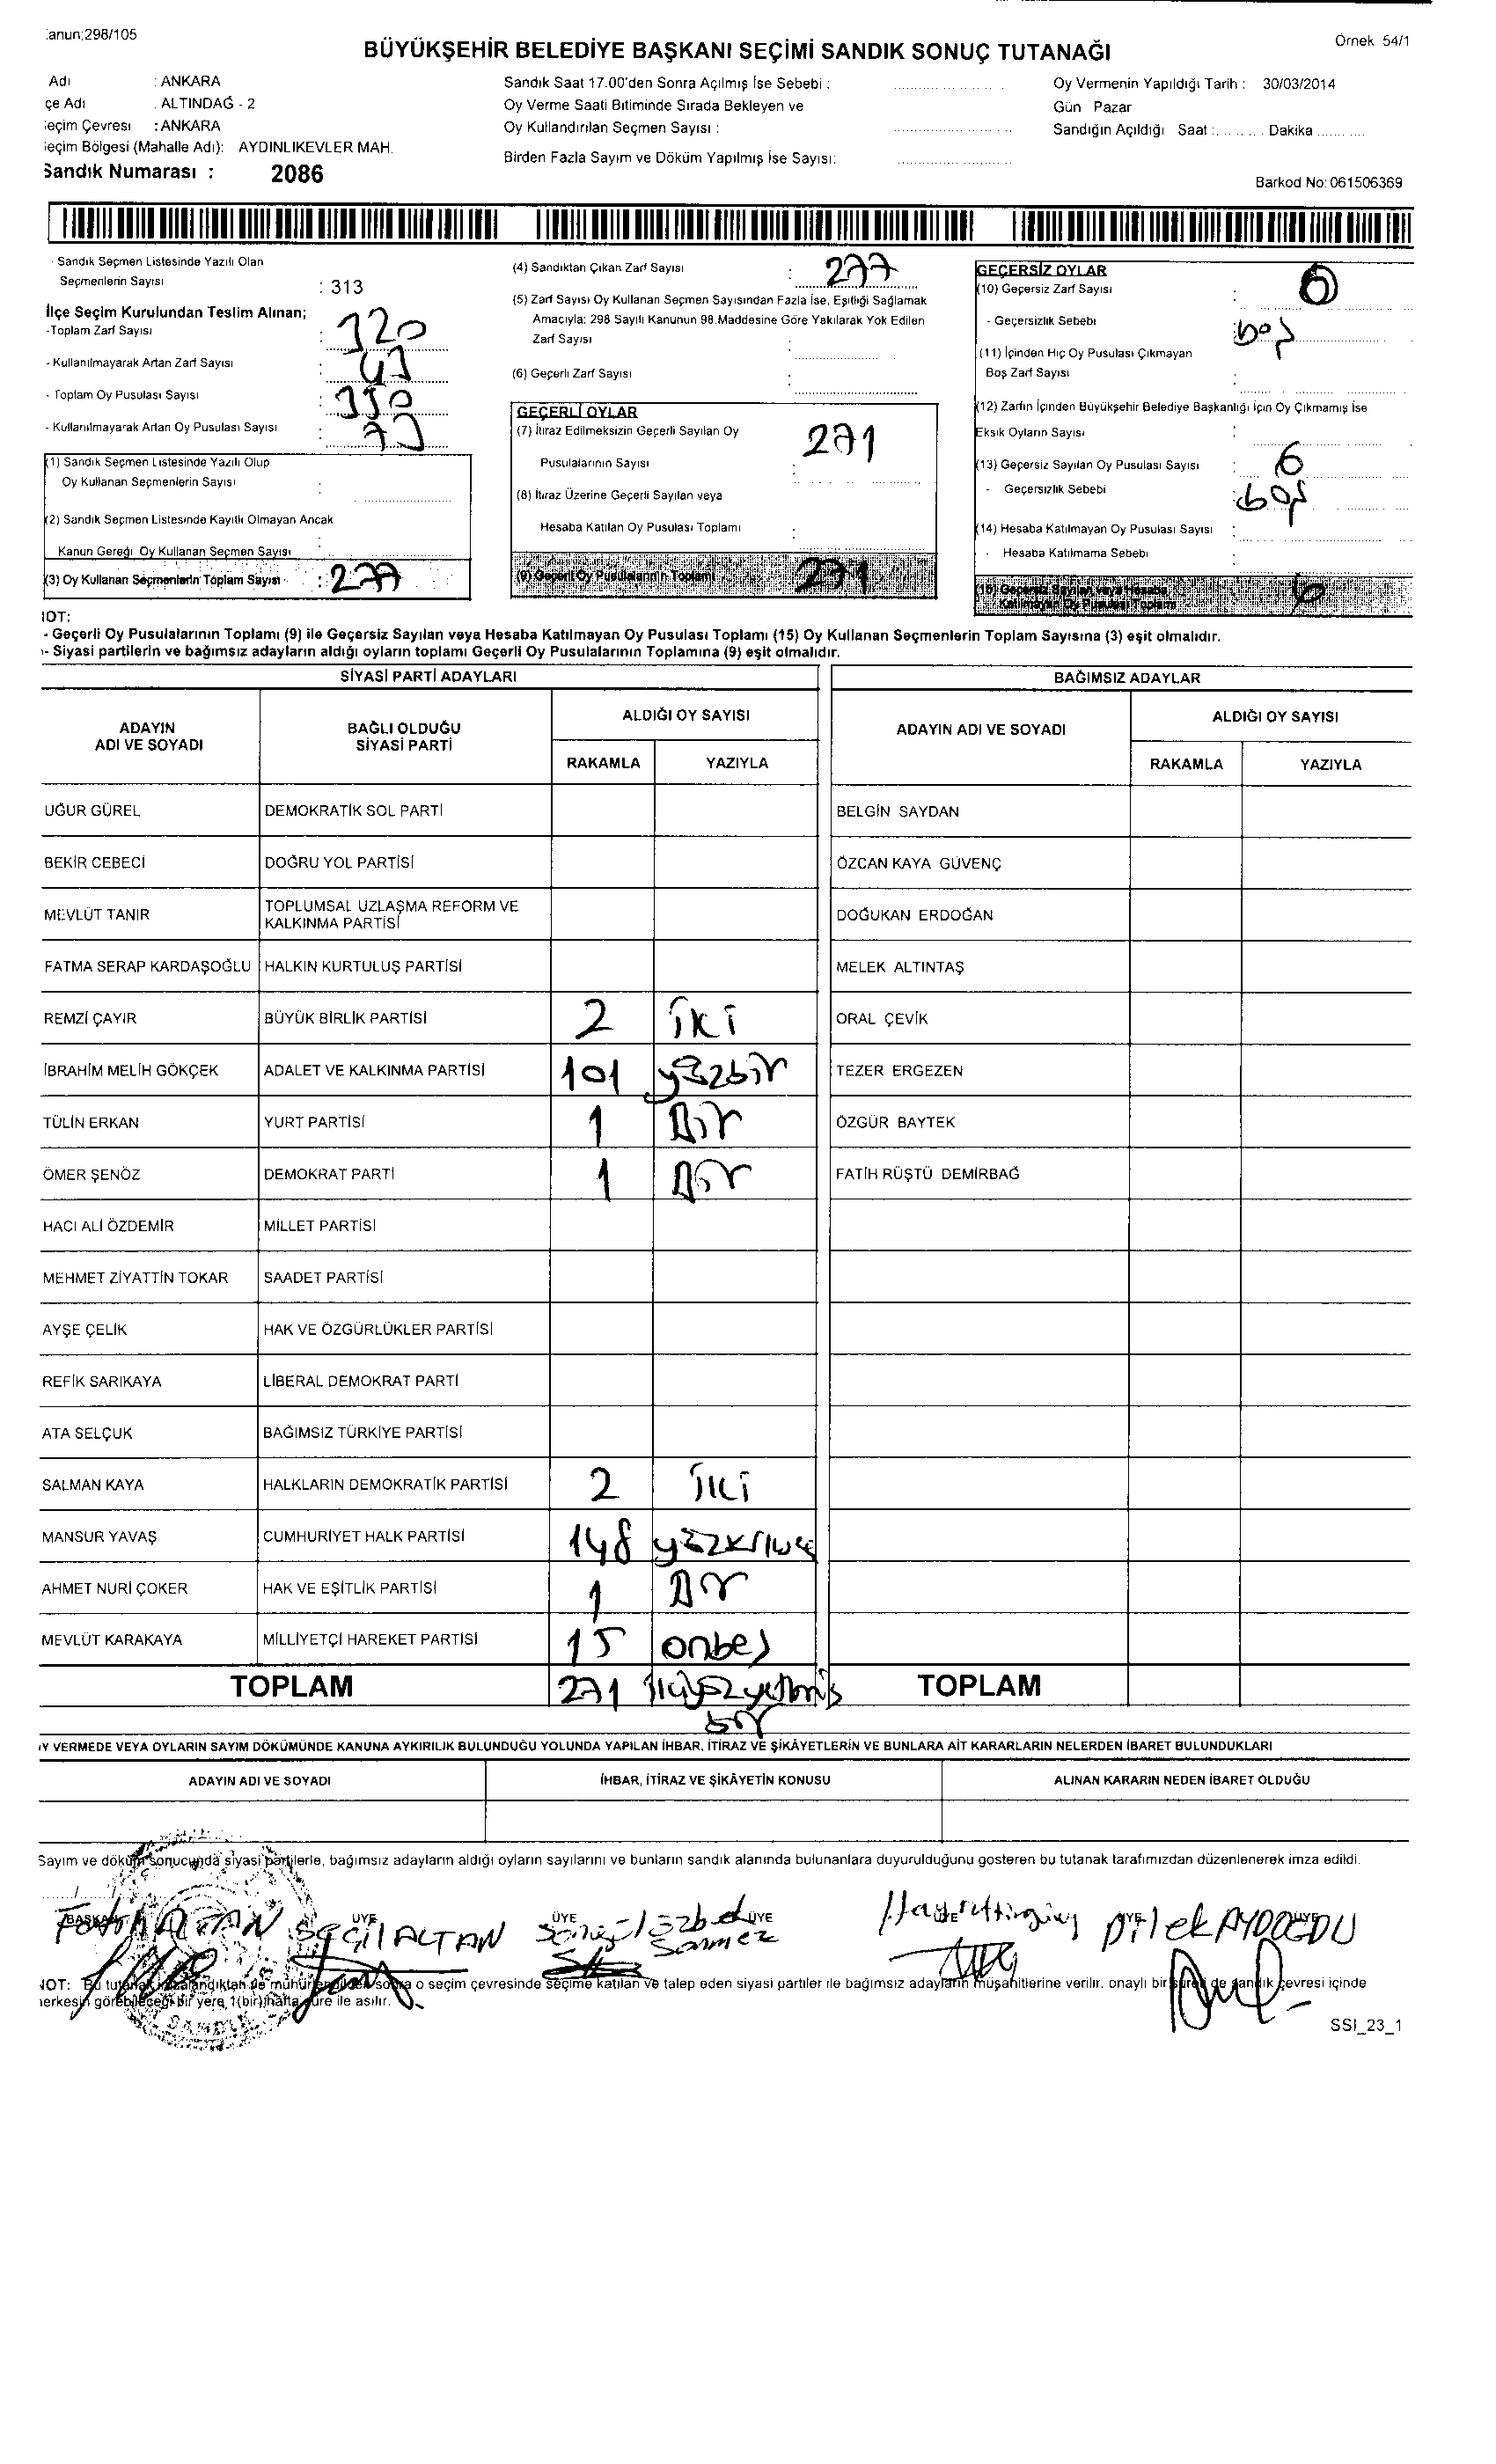 anun;298/105
Örnek 54/1
BÜYÜKŞEHİR BELEDİYE BAŞKANI SEÇİMİ SANDIK SONUÇ TUTANAĞI
Adı : ANKARA
çe Adı : ALTINDAĞ - 2
eçim Çevresi : ANKARA
eçim Bölgesi (Mahalle Adı): AYDINLIKEVLER MAH.
Sandık Numarası : 2086
Sandık Saat 17.00'den Sonra Açılmış İse Sebebi :
Oy Verme Saati Bitiminde Sırada Bekleyen ve
Oy Kullandırılan Seçmen Sayısı :
Birden Fazla Sayım ve Döküm Yapılmış İse Sayısı:
Oy Vermenin Yapıldığı Tarih : 30/03/2014
Gün Pazar
Sandığın Açıldığı Saat : Dakika
Barkod No: 061506369
- Sandık Seçmen Listesinde Yazılı Olan
Seçmenlerin Sayısı : 313
İlçe Seçim Kurulundan Teslim Alınan;
-Toplam Zarf Sayısı : 320
- Kullanılmayarak Artan Zarf Sayısı : 43
- Toplam Oy Pusulası Sayısı : 350
- Kullanılmayarak Artan Oy Pusulası Sayısı : 73
(1) Sandık Seçmen Listesinde Yazılı Olup
Oy Kullanan Seçmenlerin Sayısı :
(2) Sandık Seçmen Listesinde Kayıtlı Olmayan Ancak
Kanun Gereği Oy Kullanan Seçmen Sayısı :
(3) Oy Kullanan Seçmenlerin Toplam Sayısı : 277
(4) Sandıktan Çıkan Zarf Sayısı : 277
(5) Zarf Sayısı Oy Kullanan Seçmen Sayısından Fazla İse, Eşitliği Sağlamak
Amacıyla; 298 Sayılı Kanunun 98.Maddesine Göre Yakılarak Yok Edilen
Zarf Sayısı :
(6) Geçerli Zarf Sayısı :
GEÇERLİ OYLAR
(7) İtiraz Edilmeksizin Geçerli Sayılan Oy
Pusulalarının Sayısı : 271
(8) İtiraz Üzerine Geçerli Sayılan veya
Hesaba Katılan Oy Pusulası Toplamı :
(9) Geçerli Oy Pusulalarının Toplamı 271
GEÇERSİZ OYLAR
(10) Geçersiz Zarf Sayısı : 6
- Geçersizlik Sebebi : boş
(11) İçinden Hiç Oy Pusulası Çıkmayan
Boş Zarf Sayısı :
(12) Zarfın İçinden Büyükşehir Belediye Başkanlığı İçin Oy Çıkmamış İse
Eksik Oyların Sayısı :
(13) Geçersiz Sayılan Oy Pusulası Sayısı : 6
- Geçersizlik Sebebi : boş
(14) Hesaba Katılmayan Oy Pusulası Sayısı :
- Hesaba Katılmama Sebebi :
(15) Geçersiz Sayılan veya Hesaba
Katılmayan Oy Pusulası Toplamı 6
NOT:
- Geçerli Oy Pusulalarının Toplamı (9) ile Geçersiz Sayılan veya Hesaba Katılmayan Oy Pusulası Toplamı (15) Oy Kullanan Seçmenlerin Toplam Sayısına (3) eşit olmalıdır.
- Siyasi partilerin ve bağımsız adayların aldığı oyların toplamı Geçerli Oy Pusulalarının Toplamına (9) eşit olmalıdır.
SİYASİ PARTİ ADAYLARI
BAĞIMSIZ ADAYLAR
ADAYIN ADI VE SOYADI
BAĞLI OLDUĞU SİYASİ PARTİ
ALDIĞI OY SAYISI
RAKAMLA YAZIYLA
ADAYIN ADI VE SOYADI
ALDIĞI OY SAYISI
RAKAMLA YAZIYLA
UĞUR GÜREL DEMOKRATİK SOL PARTİ BELGİN SAYDAN
BEKİR CEBECİ DOĞRU YOL PARTİSİ ÖZCAN KAYA GÜVENÇ
MEVLÜT TANIR TOPLUMSAL UZLAŞMA REFORM VE KALKINMA PARTİSİ DOĞUKAN ERDOĞAN
FATMA SERAP KARDAŞOĞLU HALKIN KURTULUŞ PARTİSİ MELEK ALTINTAŞ
REMZİ ÇAYIR BÜYÜK BİRLİK PARTİSİ 2 iki ORAL ÇEVİK
İBRAHİM MELİH GÖKÇEK ADALET VE KALKINMA PARTİSİ 101 yüzbir TEZER ERGEZEN
TÜLİN ERKAN YURT PARTİSİ 1 Bir ÖZGÜR BAYTEK
ÖMER ŞENÖZ DEMOKRAT PARTİ 1 Bir FATİH RÜŞTÜ DEMİRBAĞ
HACI ALİ ÖZDEMİR MİLLET PARTİSİ
MEHMET ZİYATTİN TOKAR SAADET PARTİSİ
AYŞE ÇELİK HAK VE ÖZGÜRLÜKLER PARTİSİ
REFİK SARIKAYA LİBERAL DEMOKRAT PARTİ
ATA SELÇUK BAĞIMSIZ TÜRKİYE PARTİSİ
SALMAN KAYA HALKLARIN DEMOKRATİK PARTİSİ 2 iki
MANSUR YAVAŞ CUMHURİYET HALK PARTİSİ 148
AHMET NURİ ÇOKER HAK VE EŞİTLİK PARTİSİ 1 Bir
MEVLÜT KARAKAYA MİLLİYETÇİ HAREKET PARTİSİ 15 onbeş
TOPLAM 271 ikiyüzyetmiş bir TOPLAM
Y VERMEDE VEYA OYLARIN SAYIM DÖKÜMÜNDE KANUNA AYKIRILIK BULUNDUĞU YOLUNDA YAPILAN İHBAR, İTİRAZ VE ŞİKÂYETLERİN VE BUNLARA AİT KARARLARIN NELERDEN İBARET BULUNDUKLARI
ADAYIN ADI VE SOYADI
İHBAR, İTİRAZ VE ŞİKÂYETİN KONUSU
ALINAN KARARIN NEDEN İBARET OLDUĞU
Sayım ve döküm sonucunda siyasi partilerle, bağımsız adayların aldığı oyların sayılarını ve bunların sandık alanında bulunanlara duyurulduğunu gösteren bu tutanak tarafımızdan düzenlenerek imza edildi.
BAŞKAN ÜYE ÜYE ÜYE ÜYE ÜYE ÜYE
SEÇİL ALTAN
Dilek AYDOĞDU
NOT: Bu tutanak imzalandıktan ve mühürlendikten sonra o seçim çevresinde seçime katılan ve talep eden siyasi partiler ile bağımsız adayların müşahitlerine verilir. onaylı bir sureti de sandık çevresi içinde
herkesin görebileceği bir yere 1(bir) hafta süre ile asılır.
SANDIK
SSI_23_1